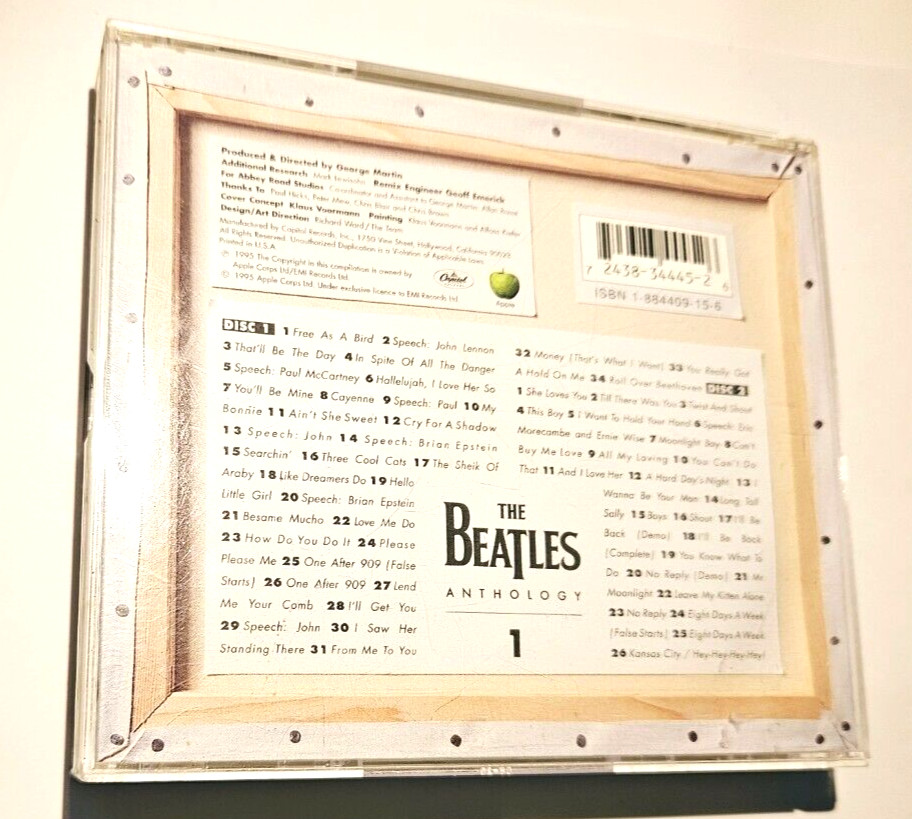 Produced & Directed by George Martin
Additional Research Mark Lewisohn Remix Engineer Geoff Emerick
For Abbey Road Studios Coordinator and Assistant to George Martin Allan Rouse
Thanks To Paul Hicks, Peter Mew, Chris Blair and Chris Brown
Cover Concept Klaus Voormann Painting Klaus Voormann and Alfons Kiefer
Design/Art Direction Richard Ward/The Team
Manufactured by Capitol Records, Inc., 1750 Vine Street, Hollywood, California 90028
All Rights Reserved. Unauthorized Duplication is a Violation of Applicable Laws
Printed in U.S.A.
℗ 1995 The Copyright in this compilation is owned by
Apple Corps Ltd/EMI Records Ltd.
© 1995 Apple Corps Ltd. Under exclusive licence to EMI Records Ltd
Capitol
Apple
7 2438-34445-2 6
ISBN 1-884409-15-6
DISC 1 1 Free As A Bird 2 Speech: John Lennon
3 That'll Be The Day 4 In Spite Of All The Danger
5 Speech: Paul McCartney 6 Hallelujah, I Love Her So
7 You'll Be Mine 8 Cayenne 9 Speech: Paul 10 My
Bonnie 11 Ain't She Sweet 12 Cry For A Shadow
13 Speech: John 14 Speech: Brian Epstein
15 Searchin' 16 Three Cool Cats 17 The Sheik Of
Araby 18 Like Dreamers Do 19 Hello
Little Girl 20 Speech: Brian Epstein
21 Besame Mucho 22 Love Me Do
23 How Do You Do It 24 Please
Please Me 25 One After 909 (False
Starts) 26 One After 909 27 Lend
Me Your Comb 28 I'll Get You
29 Speech: John 30 I Saw Her
Standing There 31 From Me To You
32 Money (That's What I Want) 33 You Really Got
A Hold On Me 34 Roll Over Beethoven DISC 2
1 She Loves You 2 Till There Was You 3 Twist And Shout
4 This Boy 5 I Want To Hold Your Hand 6 Speech: Eric
Morecambe and Ernie Wise 7 Moonlight Bay 8 Can't
Buy Me Love 9 All My Loving 10 You Can't Do
That 11 And I Love Her 12 A Hard Day's Night 13 I
Wanna Be Your Man 14 Long Tall
Sally 15 Boys 16 Shout 17 I'll Be
Back (Demo) 18 I'll Be Back
(Complete) 19 You Know What To
Do 20 No Reply (Demo) 21 Mr
Moonlight 22 Leave My Kitten Alone
23 No Reply 24 Eight Days A Week
(False Starts) 25 Eight Days A Week
26 Kansas City / Hey-Hey-Hey-Hey!
THE
BEATLES
ANTHOLOGY
1